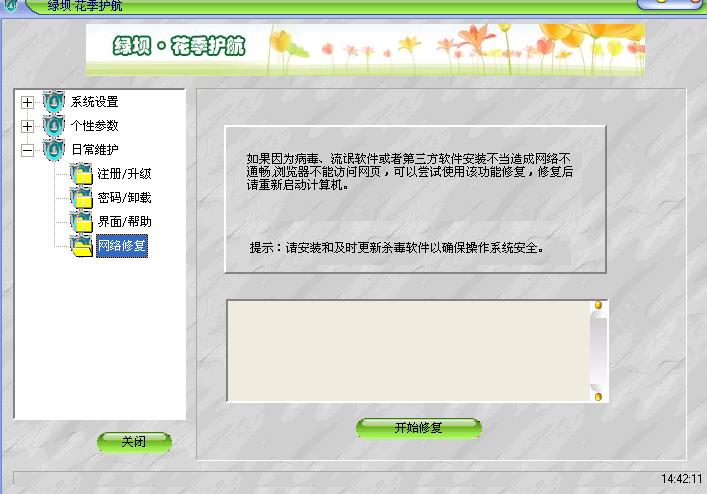 绿坝·花季护航
绿坝·花季护航
系统设置
个性参数
日常维护
注册/升级
密码/卸载
界面/帮助
网络修复
如果因为病毒、流氓软件或者第三方软件安装不当造成网络不
通畅,浏览器不能访问网页，可以尝试使用该功能修复，修复后
请重新启动计算机。
提示：请安装和及时更新杀毒软件以确保操作系统安全。
开始修复
关闭
14:42:11